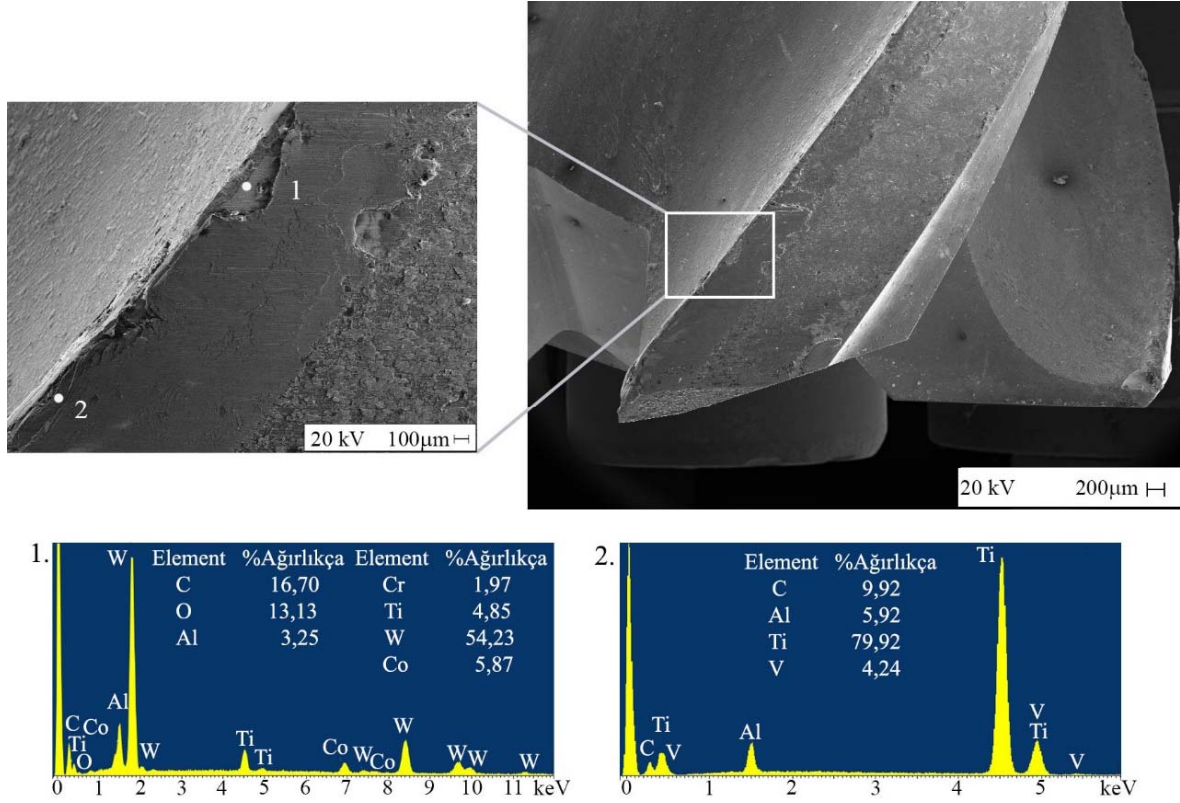 1
2
20 kV 100µm
20 kV 200µm
1.
Element %Ağırlıkça Element %Ağırlıkça
C 16,70 Cr 1,97
O 13,13 Ti 4,85
Al 3,25 W 54,23
Co 5,87
W
C
Ti
O
Co
Al
W
Ti
Ti
Co
W
Co
W
W
W
W
0 1 2 3 4 5 6 7 8 9 10 11 keV
2.
Element %Ağırlıkça
C 9,92
Al 5,92
Ti 79,92
V 4,24
C
Ti
V
Al
Ti
V
Ti
V
0 1 2 3 4 5 keV